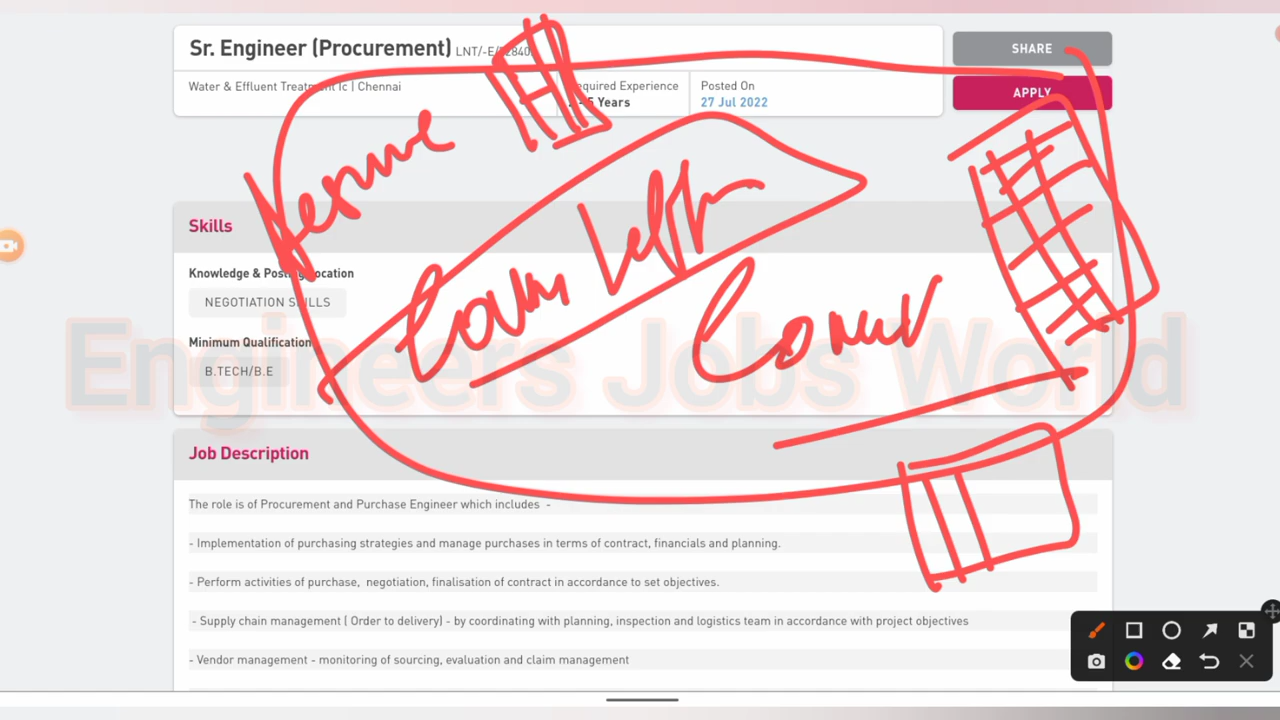 Sr. Engineer (Procurement) LNT/-E/
SHARE
Water & Effluent Treatment Ic | Chennai
Required Experience
Years
Posted On
27 Jul 2022
APPLY
Skills
Knowledge & Posting Location
NEGOTIATION SKILLS
Minimum Qualification
B.TECH/B.E
Engineers Jobs World
Job Description
The role is of Procurement and Purchase Engineer which includes -
- Implementation of purchasing strategies and manage purchases in terms of contract, financials and planning.
- Perform activities of purchase, negotiation, finalisation of contract in accordance to set objectives.
- Supply chain management ( Order to delivery) - by coordinating with planning, inspection and logistics team in accordance with project objectives
- Vendor management - monitoring of sourcing, evaluation and claim management